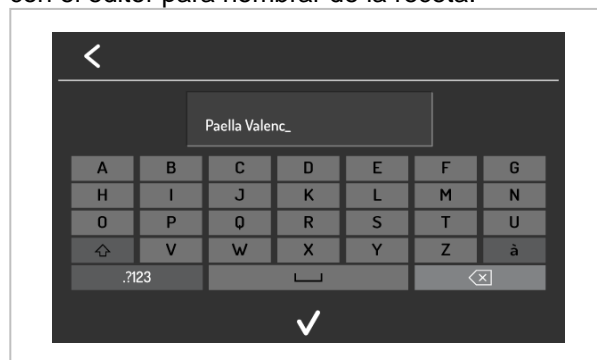 con el editor para nombrar de la receta.
Paella Valenc_
A B C D E F G
H I J K L M N
O P Q R S T U
V W X Y Z à
.?123